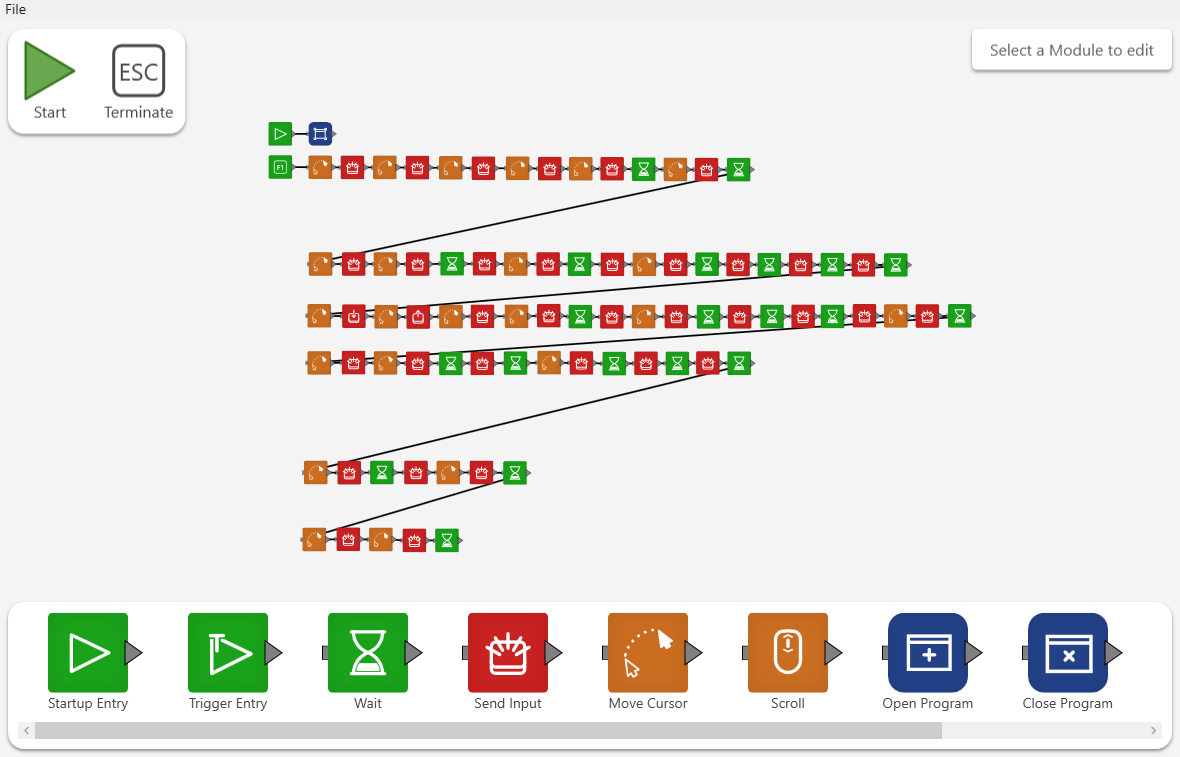 File
Start
ESC
Terminate
Select a Module to edit
F1
Startup Entry
Trigger Entry
Wait
Send Input
Move Cursor
Scroll
Open Program
Close Program